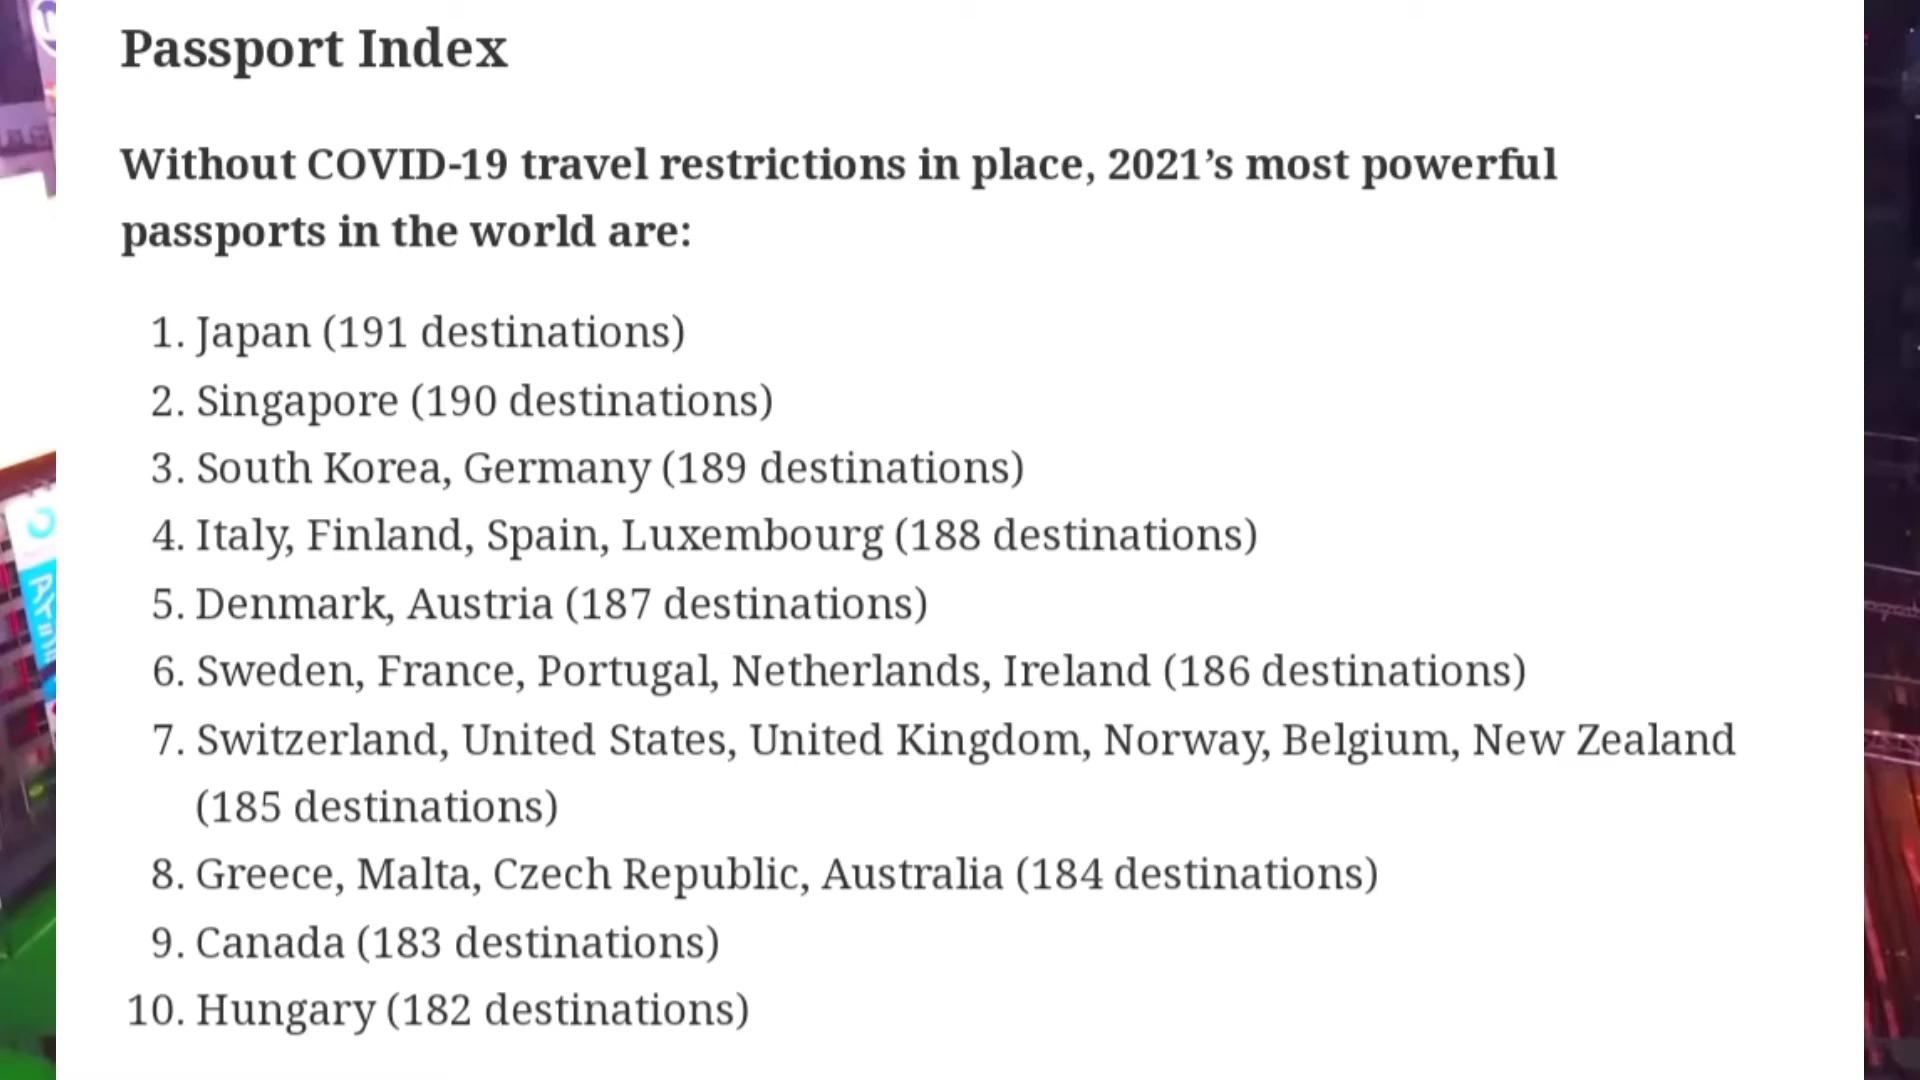 Passport Index
Without COVID-19 travel restrictions in place, 2021’s most powerful
passports in the world are:
1. Japan (191 destinations)
2. Singapore (190 destinations)
3. South Korea, Germany (189 destinations)
4. Italy, Finland, Spain, Luxembourg (188 destinations)
5. Denmark, Austria (187 destinations)
6. Sweden, France, Portugal, Netherlands, Ireland (186 destinations)
7. Switzerland, United States, United Kingdom, Norway, Belgium, New Zealand
(185 destinations)
8. Greece, Malta, Czech Republic, Australia (184 destinations)
9. Canada (183 destinations)
10. Hungary (182 destinations)